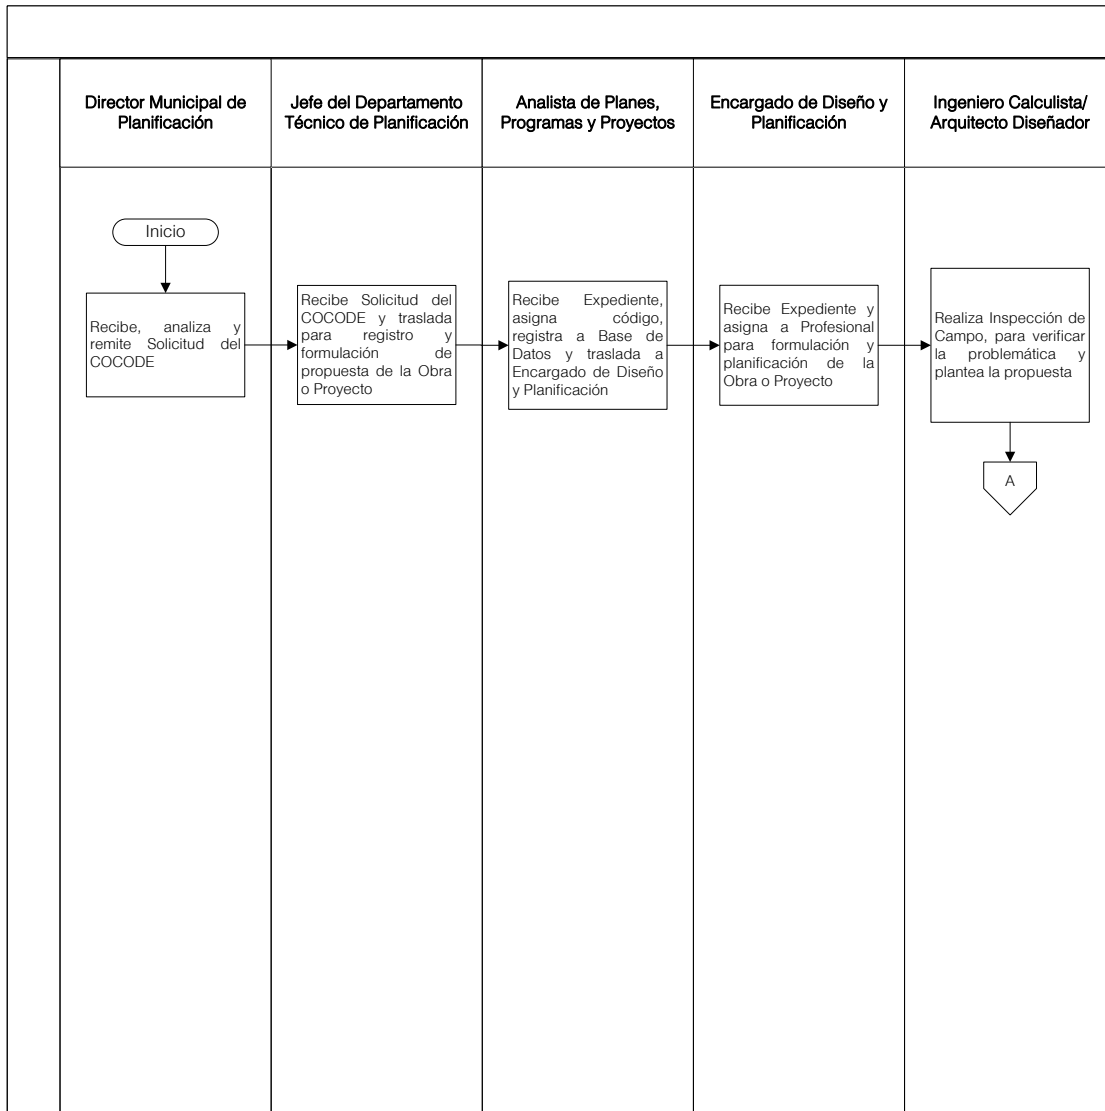 Director Municipal de
Planificación
Jefe del Departamento
Técnico de Planificación
Analista de Planes,
Programas y Proyectos
Encargado de Diseño y
Planificación
Ingeniero Calculista/
Arquitecto Diseñador
Inicio
Recibe, analiza y
remite Solicitud del
COCODE
Recibe Solicitud del
COCODE y traslada
para registro y
formulación de
propuesta de la Obra
o Proyecto
Recibe Expediente,
asigna código,
registra a Base de
Datos y traslada a
Encargado de Diseño
y Planificación
Recibe Expediente y
asigna a Profesional
para formulación y
planificación de la
Obra o Proyecto
Realiza Inspección de
Campo, para verificar
la problemática y
plantea la propuesta
A